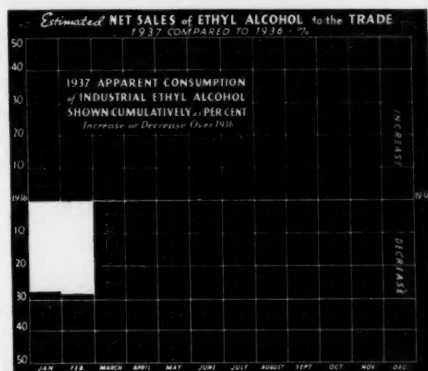 Estimated NET SALES of ETHYL ALCOHOL to the TRADE
1937 COMPARED TO 1936 - %
50
40
30
20
10
1936
10
20
30
40
50
1937 APPARENT CONSUMPTION
of INDUSTRIAL ETHYL ALCOHOL
SHOWN CUMULATIVELY as PER CENT
Increase or Decrease Over 1936
INCREASE
DECREASE
JAN FEB. MARCH APRIL MAY JUNE JULY AUGUST SEPT OCT NOV. DEC.